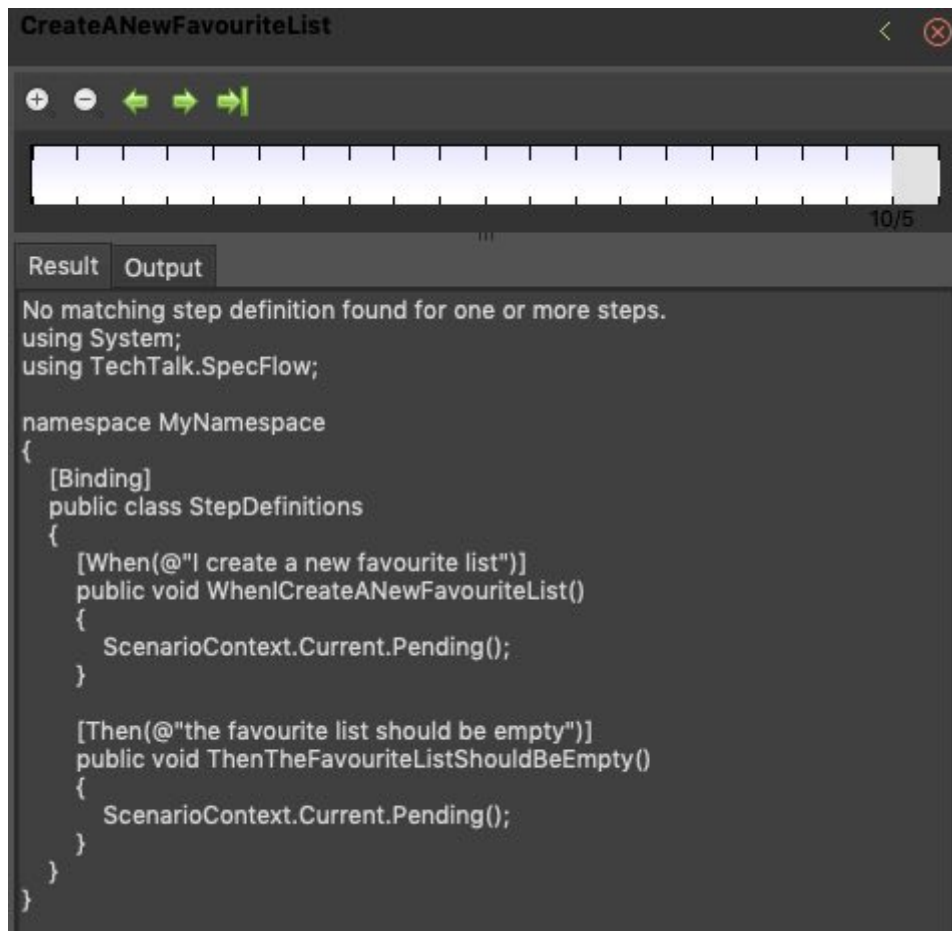 CreateANewFavouriteList
10/5
Result Output
No matching step definition found for one or more steps.
using System;
using TechTalk.SpecFlow;
namespace MyNamespace
{
[Binding]
public class StepDefinitions
{
[When(@"I create a new favourite list")]
public void WhenICreateANewFavouriteList()
{
ScenarioContext.Current.Pending();
}
[Then(@"the favourite list should be empty")]
public void ThenTheFavouriteListShouldBeEmpty()
{
ScenarioContext.Current.Pending();
}
}
}